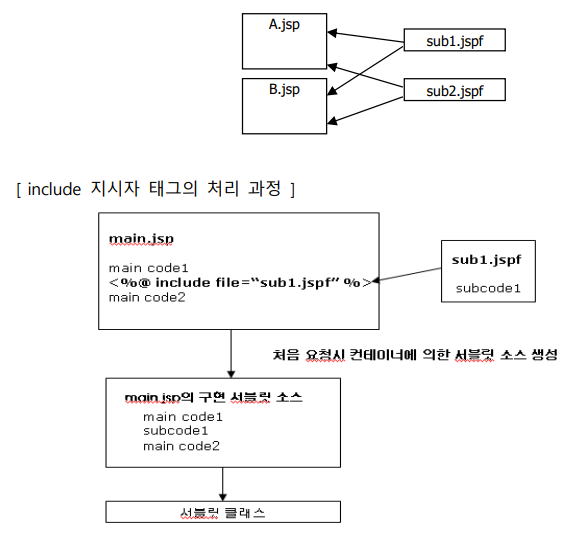 A.jsp
sub1.jspf
B.jsp
sub2.jspf
[ include 지시자 태그의 처리 과정 ]
main.jsp
main code1
<%@ include file=“sub1.jspf” %>
main code2
sub1.jspf
subcode1
처음 요청시 컨테이너에 의한 서블릿 소스 생성
main.jsp의 구현 서블릿 소스
main code1
subcode1
main code2
서블릿 클래스